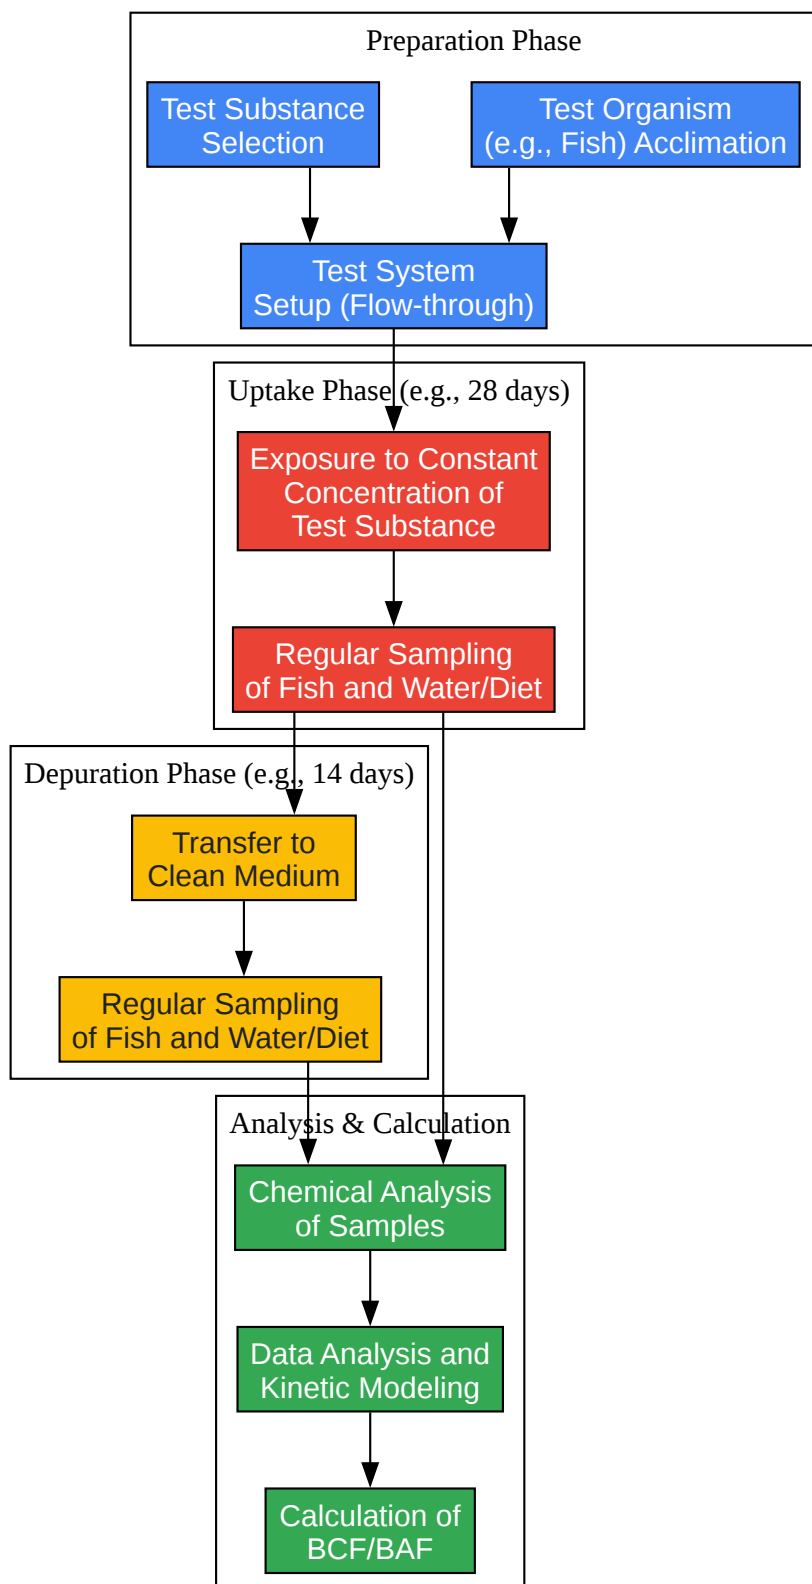 Preparation Phase
Test Substance
Selection
Test Organism
(e.g., Fish) Acclimation
Test System
Setup (Flow-through)
Uptake Phase (e.g., 28 days)
Exposure to Constant
Concentration of
Test Substance
Regular Sampling
of Fish and Water/Diet
Depuration Phase (e.g., 14 days)
Transfer to
Clean Medium
Regular Sampling
of Fish and Water/Diet
Analysis & Calculation
Chemical Analysis
of Samples
Data Analysis and
Kinetic Modeling
Calculation of
BCF/BAF